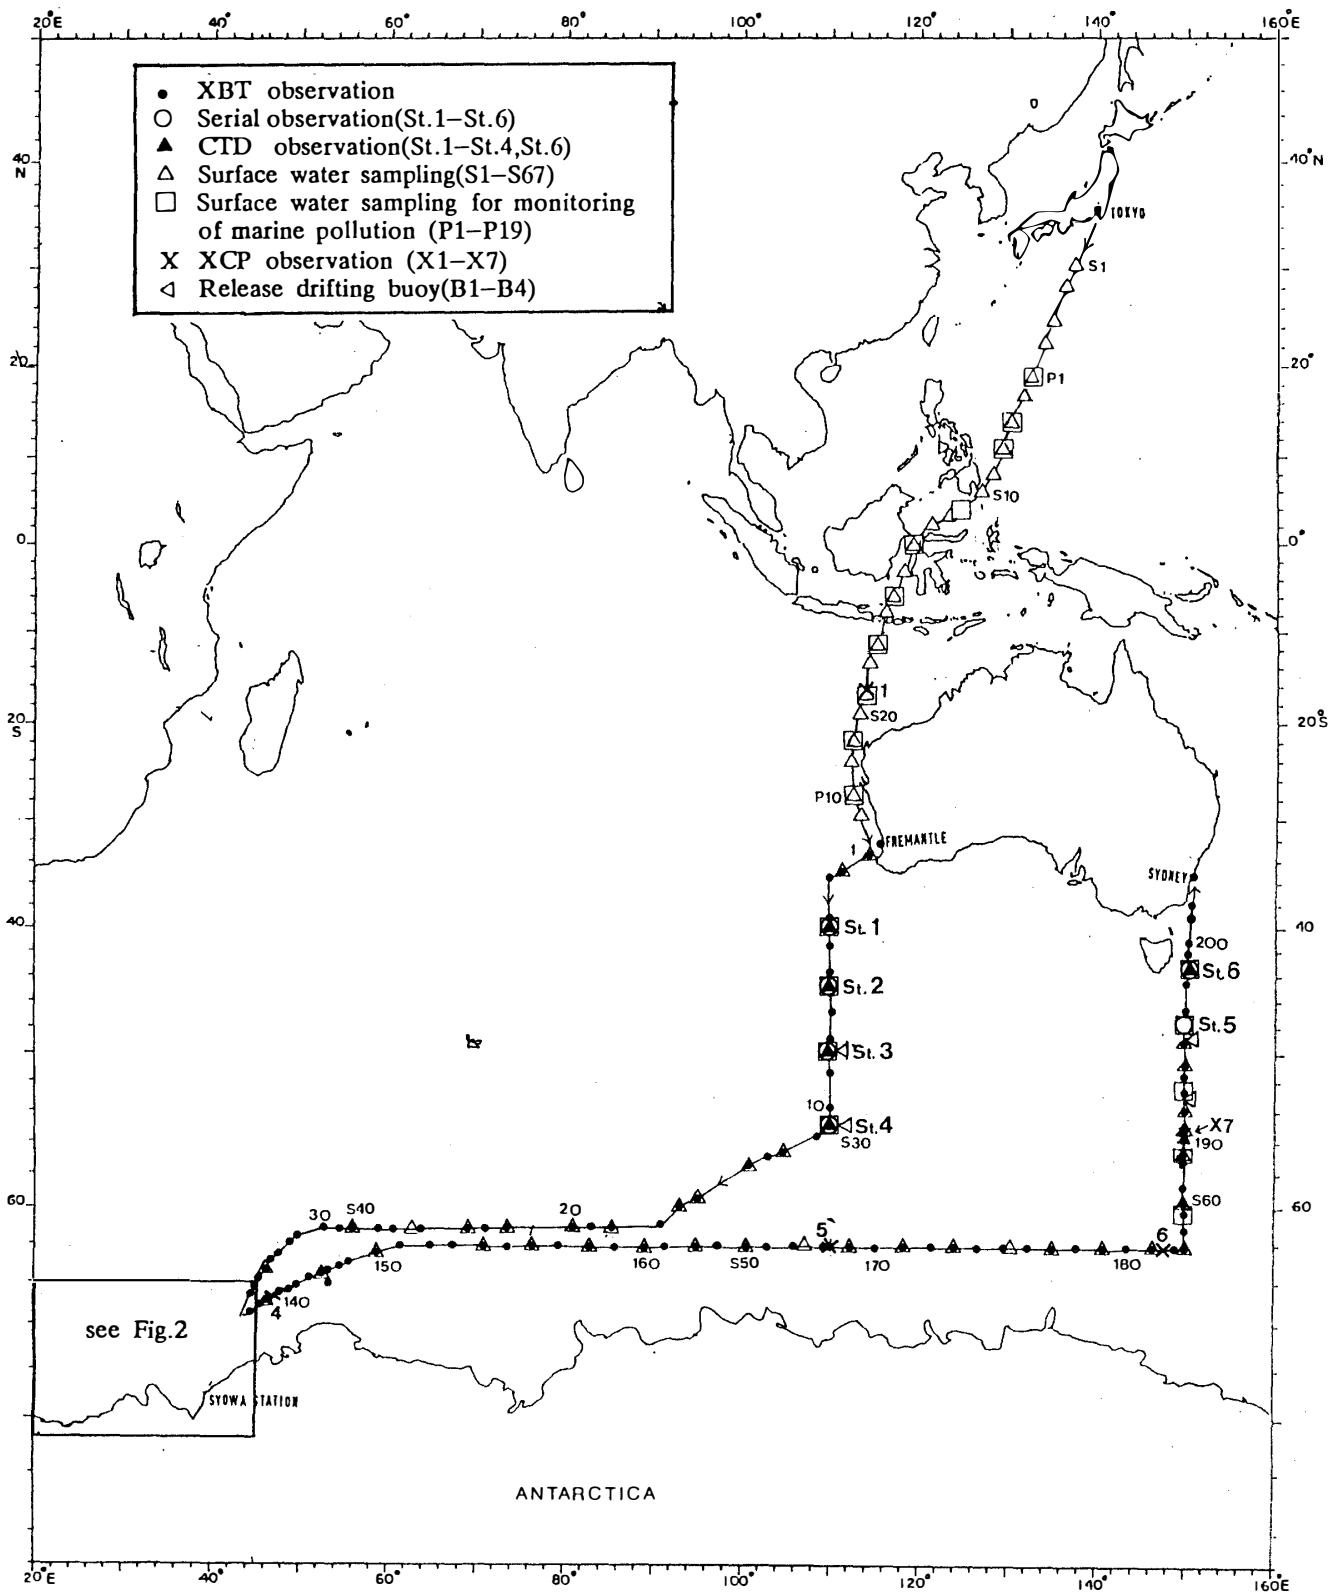 20°E 40° 60° 80° 100° 120° 140° 160°E
● XBT observation
○ Serial observation(St.1–St.6)
▲ CTD observation(St.1–St.4,St.6)
△ Surface water sampling(S1–S67)
□ Surface water sampling for monitoring
of marine pollution (P1–P19)
X XCP observation (X1–X7)
◁ Release drifting buoy(B1–B4)
40 N
40°N
TOKYO
S1
20
20°
P1
S10
0
0°
1
20 S
S20
20°S
P10
1
FREMANTLE
SYDNEY
40
St.1
200
40
St.6
St.2
St.5
St.3
10
St.4
S30
X7
190
60
30
S40
20
S60
60
5
6
150
160
S50
170
180
140
4
see Fig.2
SYOWA STATION
ANTARCTICA
20°E 40° 60° 80° 100° 120° 140° 160°E